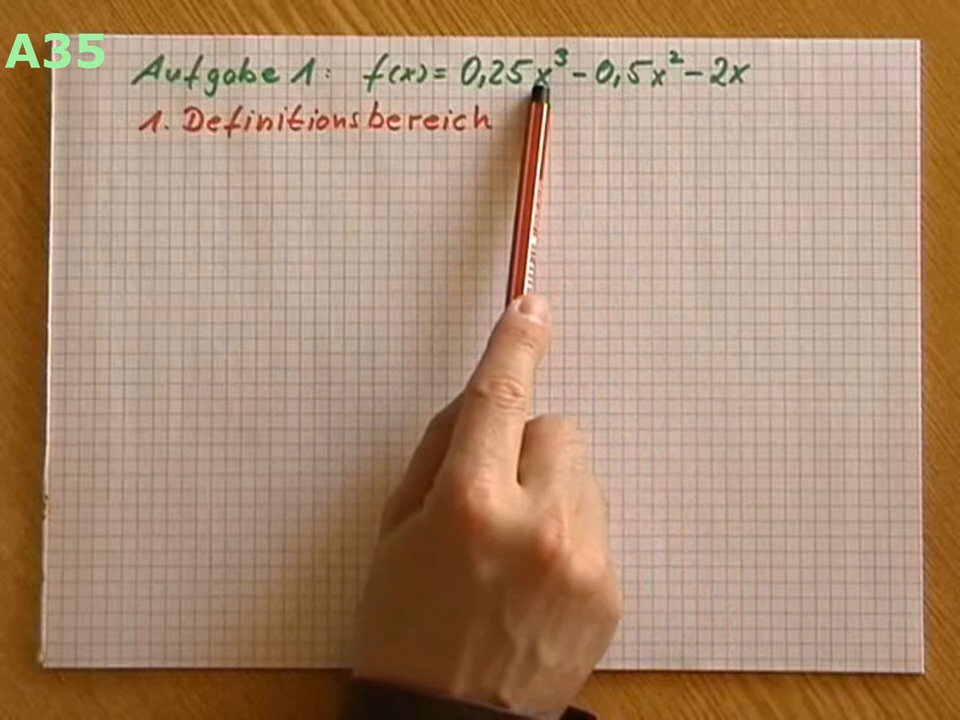 A35
Aufgabe 1: f(x) = 0,25x³ - 0,5x² - 2x
1. Definitionsbereich